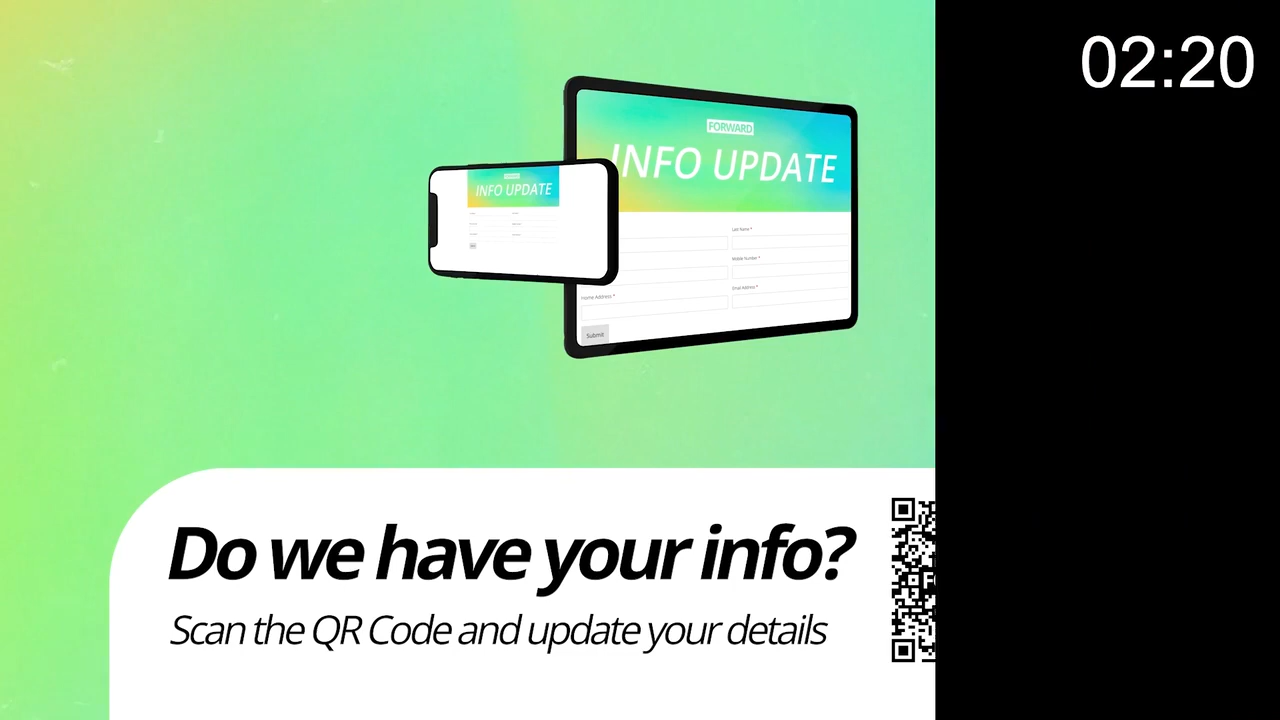 02:20
FORWARD
INFO UPDATE
INFO UPDATE
Last Name *
Mobile Number *
Email Address *
Home Address *
Submit
Do we have your info?
Scan the QR Code and update your details